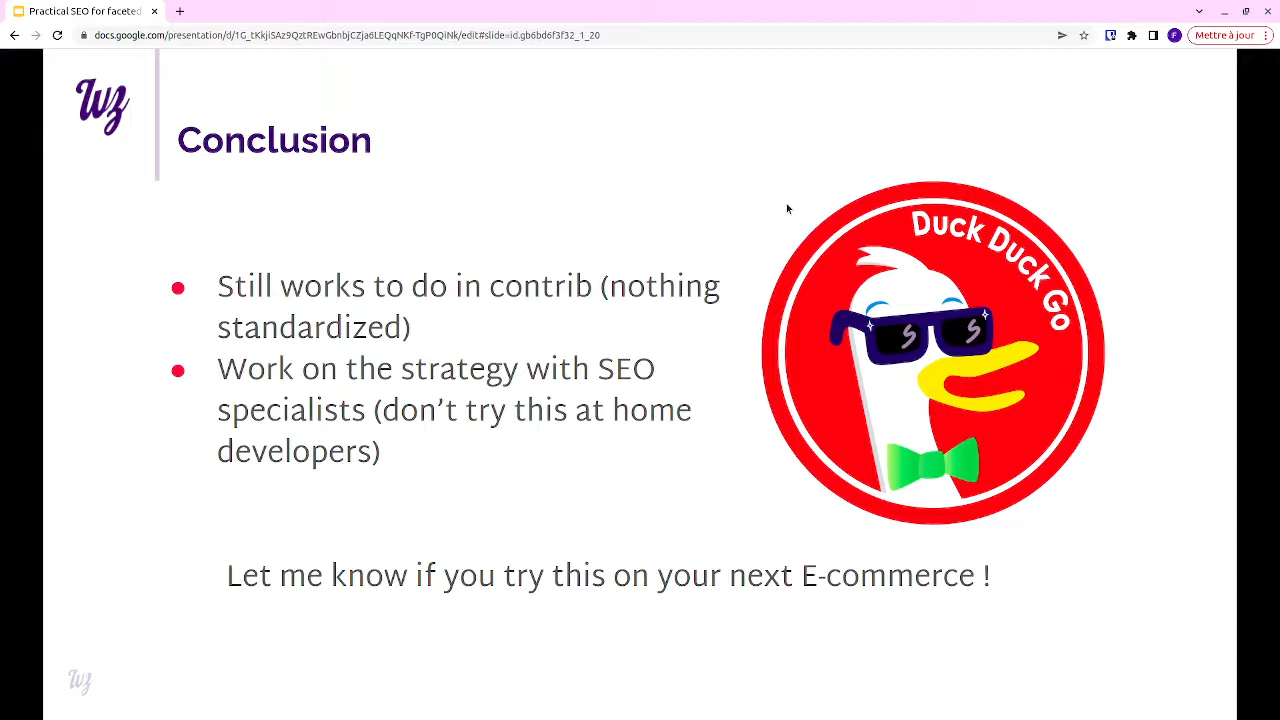 Practical SEO for faceted
docs.google.com/presentation/d/1G_tKkjiSAz9QztREwGbnbjCZja6LEQqNKf-TgP0QiNk/edit#slide=id.gb6bd6f3f32_1_20
F
Mettre à jour
Wz
Conclusion
Duck Duck Go
Still works to do in contrib (nothing
standardized)
Work on the strategy with SEO
specialists (don't try this at home
developers)
S S
Let me know if you try this on your next E-commerce !
Wz